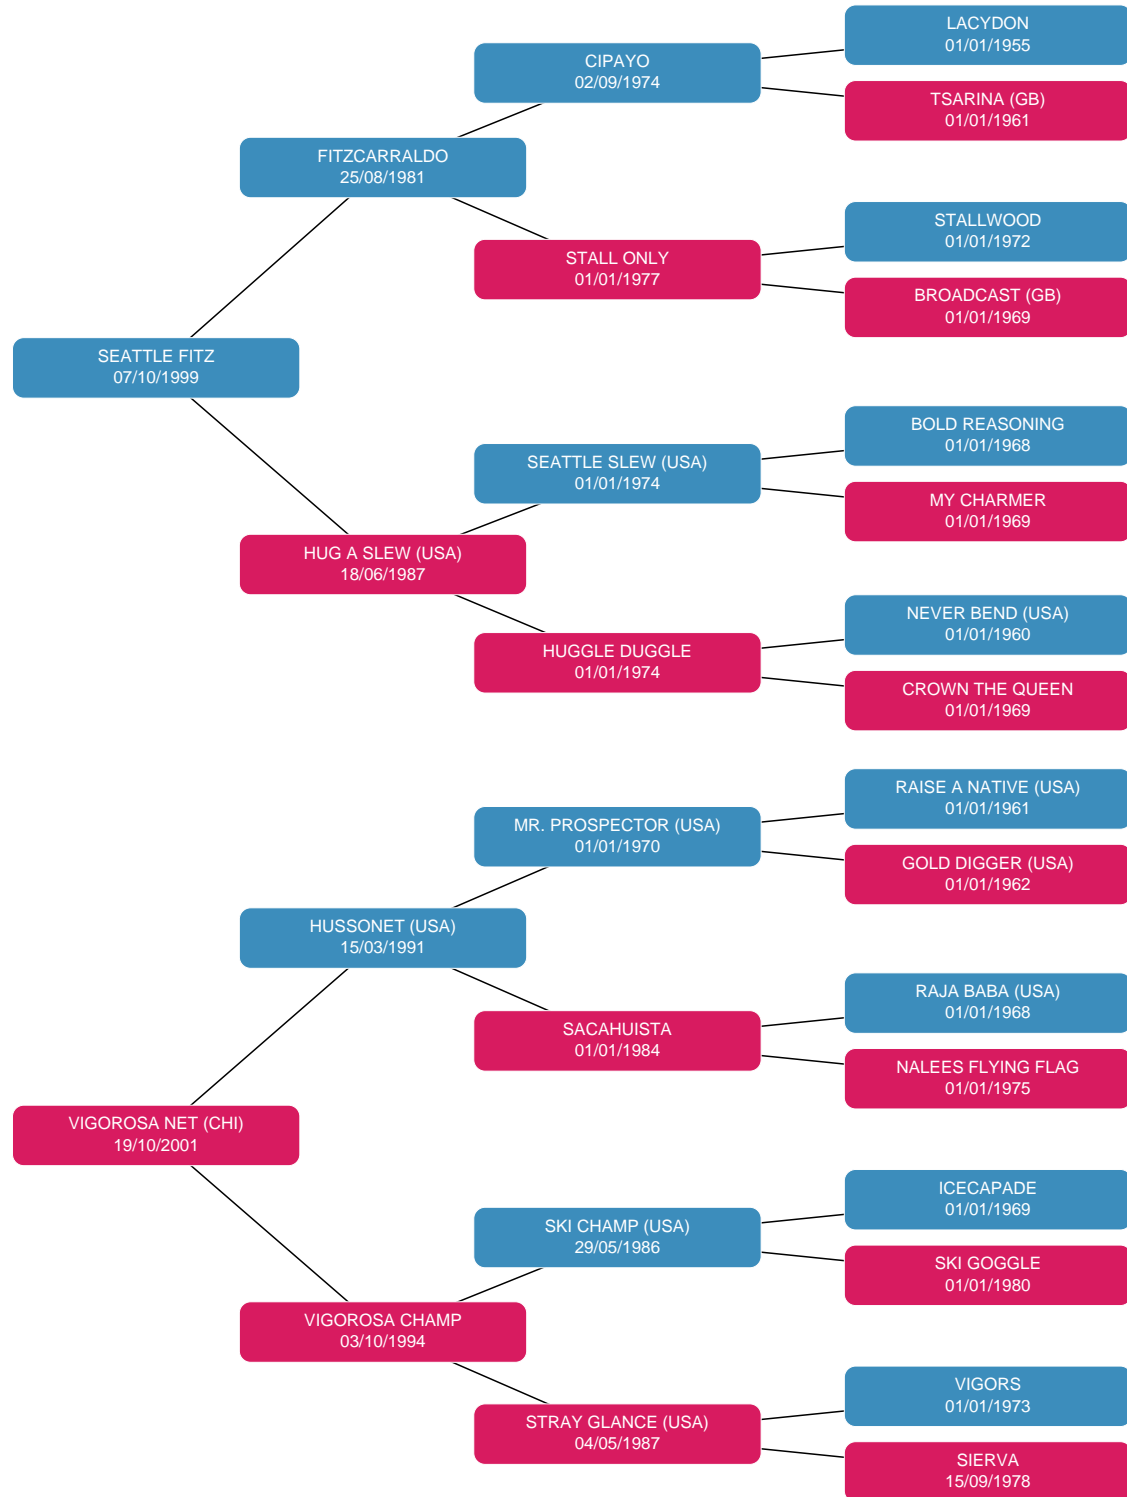 LACYDON
01/01/1955
CIPAYO
02/09/1974
TSARINA (GB)
01/01/1961
FITZCARRALDO
25/08/1981
STALLWOOD
01/01/1972
STALL ONLY
01/01/1977
BROADCAST (GB)
01/01/1969
SEATTLE FITZ
07/10/1999
BOLD REASONING
01/01/1968
SEATTLE SLEW (USA)
01/01/1974
MY CHARMER
01/01/1969
HUG A SLEW (USA)
18/06/1987
NEVER BEND (USA)
01/01/1960
HUGGLE DUGGLE
01/01/1974
CROWN THE QUEEN
01/01/1969
RAISE A NATIVE (USA)
01/01/1961
MR. PROSPECTOR (USA)
01/01/1970
GOLD DIGGER (USA)
01/01/1962
HUSSONET (USA)
15/03/1991
RAJA BABA (USA)
01/01/1968
SACAHUISTA
01/01/1984
NALEES FLYING FLAG
01/01/1975
VIGOROSA NET (CHI)
19/10/2001
ICECAPADE
01/01/1969
SKI CHAMP (USA)
29/05/1986
SKI GOGGLE
01/01/1980
VIGOROSA CHAMP
03/10/1994
VIGORS
01/01/1973
STRAY GLANCE (USA)
04/05/1987
SIERVA
15/09/1978